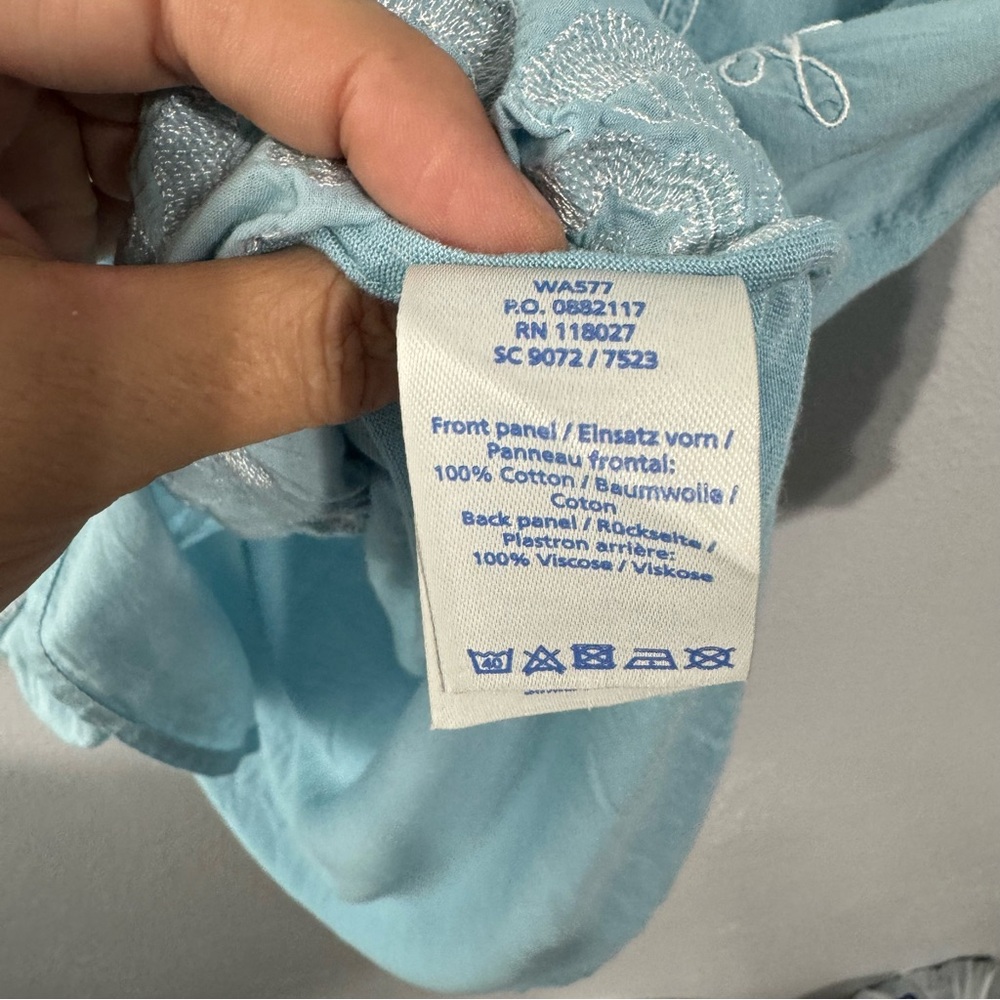 WA577
P.O. 0882117
RN 118027
SC 9072 / 7523
Front panel / Einsatz vorn /
Panneau frontal:
100% Cotton / Baumwolle /
Coton
Back panel / Rückseite /
Plastron arrière:
100% Viscose / Viskose
40